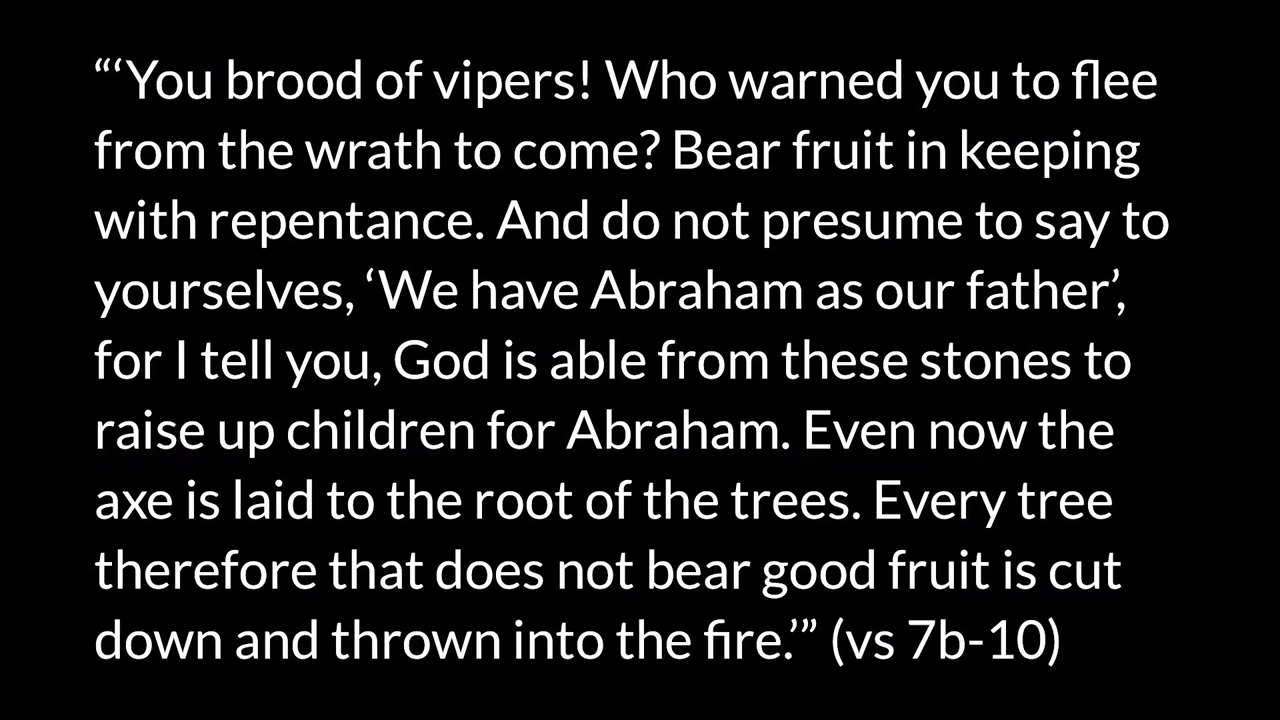 “‘You brood of vipers! Who warned you to flee
from the wrath to come? Bear fruit in keeping
with repentance. And do not presume to say to
yourselves, ‘We have Abraham as our father’,
for I tell you, God is able from these stones to
raise up children for Abraham. Even now the
axe is laid to the root of the trees. Every tree
therefore that does not bear good fruit is cut
down and thrown into the fire.’” (vs 7b-10)